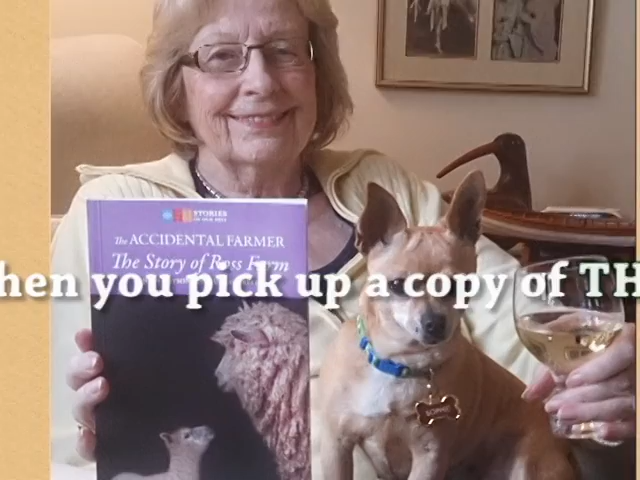 STORIES
The ACCIDENTAL FARMER
The Story of Ross Farm
hen you pick up a copy of TH